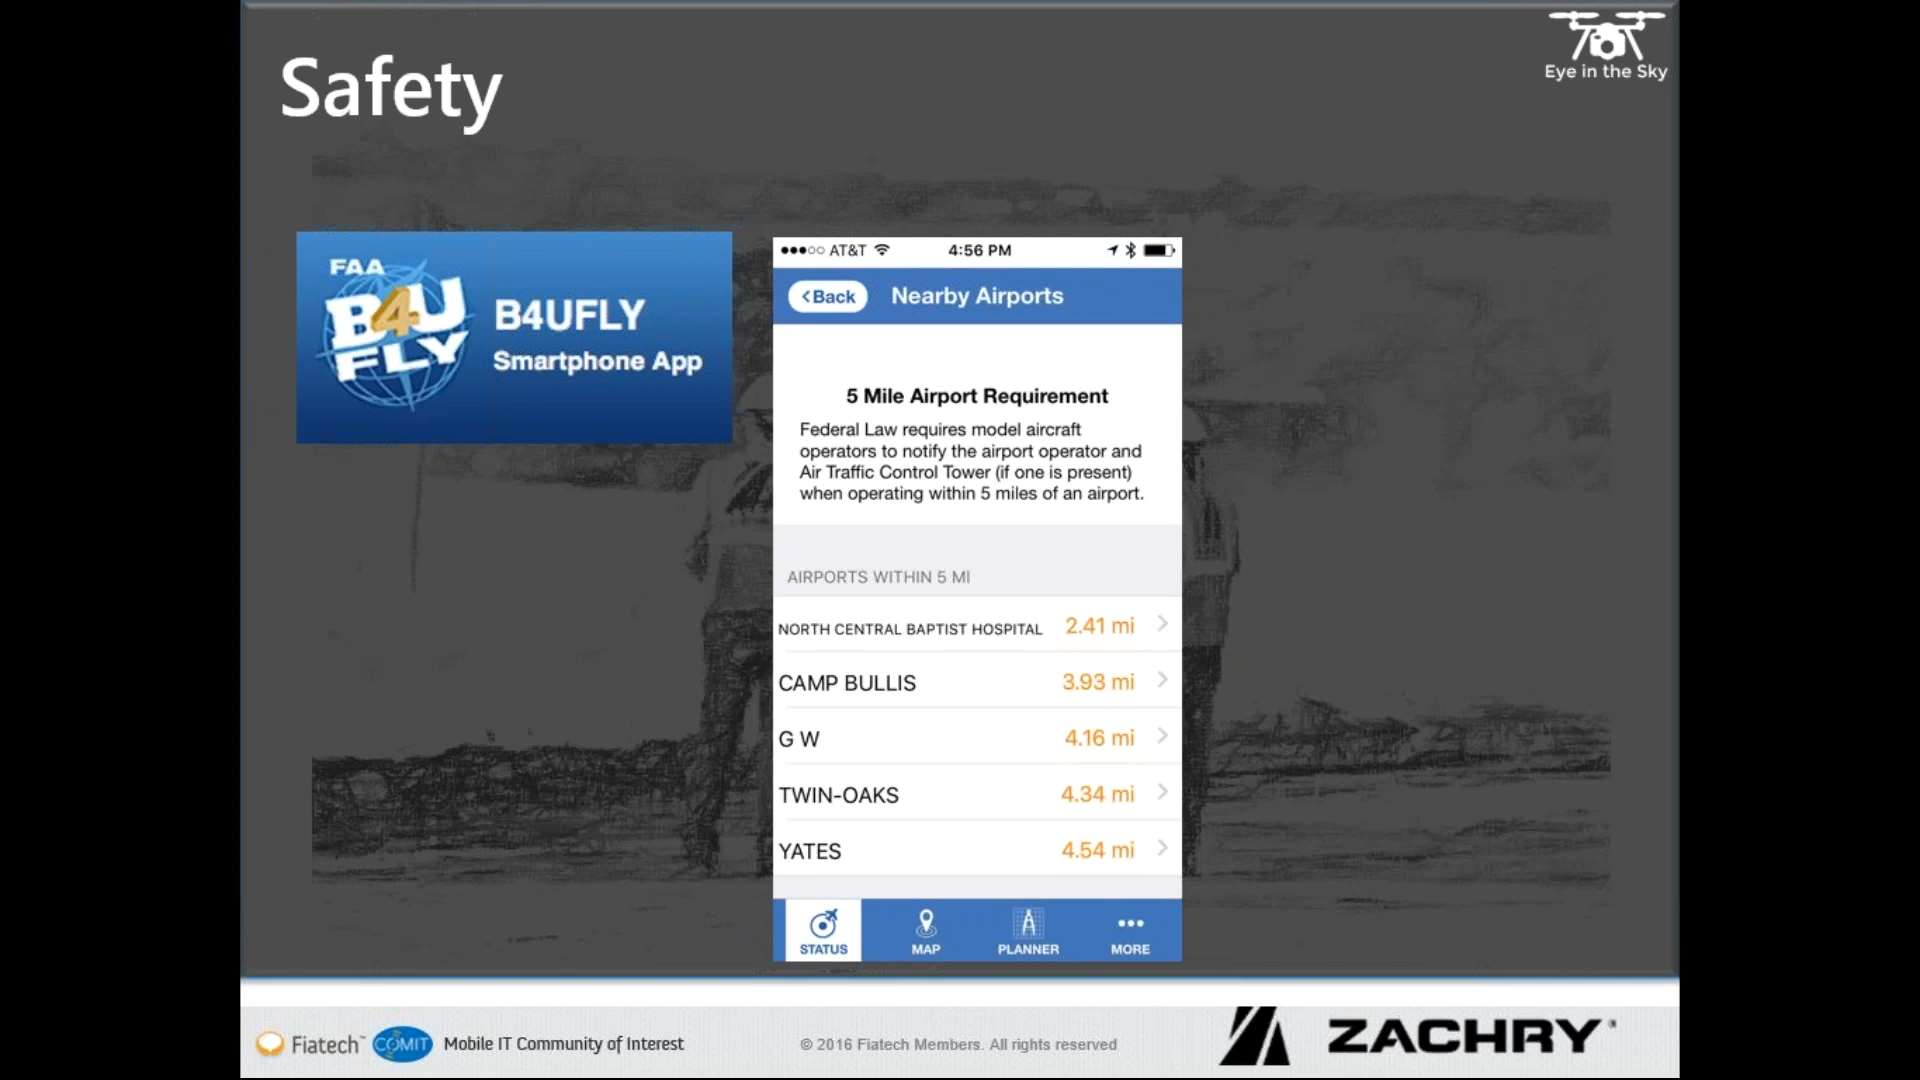 Safety
Eye in the Sky
FAA
B4U
FLY
B4UFLY
Smartphone App
AT&T 4:56 PM
<Back Nearby Airports
5 Mile Airport Requirement
Federal Law requires model aircraft
operators to notify the airport operator and
Air Traffic Control Tower (if one is present)
when operating within 5 miles of an airport.
AIRPORTS WITHIN 5 MI
NORTH CENTRAL BAPTIST HOSPITAL 2.41 mi
CAMP BULLIS 3.93 mi
G W 4.16 mi
TWIN-OAKS 4.34 mi
YATES 4.54 mi
STATUS MAP PLANNER MORE
Fiatech™ COMIT Mobile IT Community of Interest © 2016 Fiatech Members. All rights reserved ZACHRY